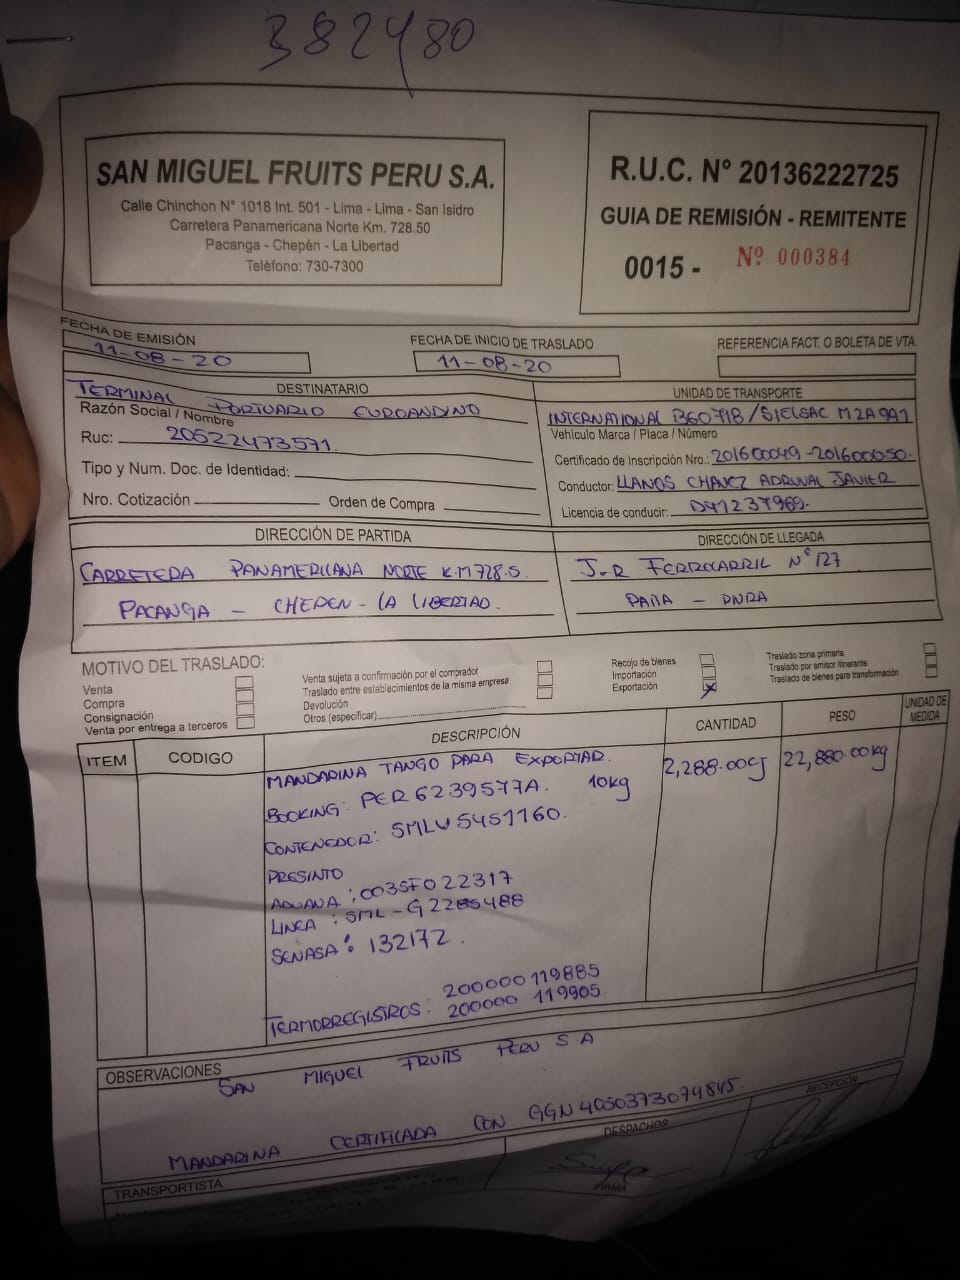 382480
SAN MIGUEL FRUITS PERU S.A.
Calle Chinchon N° 1018 Int. 501 - Lima - Lima - San Isidro
Carretera Panamericana Norte Km. 728.50
Pacanga - Chepén - La Libertad
Teléfono: 730-7300
R.U.C. N° 20136222725
GUIA DE REMISIÓN - REMITENTE
0015 - Nº 000384
FECHA DE EMISIÓN
11-08-20
FECHA DE INICIO DE TRASLADO
11-08-20
REFERENCIA FACT. O BOLETA DE VTA.
DESTINATARIO
TERMINAL PORTUARIO EUROANDINO
Razón Social / Nombre
Ruc: 20522473571.
Tipo y Num. Doc. de Identidad:
Nro. Cotización Orden de Compra
UNIDAD DE TRANSPORTE
INTERNATIONAL B60718 / SIELSAC M2A991
Vehículo Marca / Placa / Número
Certificado de Inscripción Nro.: 201600049 - 201600050.
Conductor: LLANOS CHAVEZ JAVIER
Licencia de conducir: D41237969.
DIRECCIÓN DE PARTIDA
CARRETERA PANAMERICANA NORTE K.M 728.5
PACANGA - CHEPEN - LA LIBERTAD.
DIRECCIÓN DE LLEGADA
J.R FERROCARRIL N° 127
PAITA - PIURA
MOTIVO DEL TRASLADO:
Venta
Compra
Consignación
Venta por entrega a terceros
Venta sujeta a confirmación por el comprador
Traslado entre establecimientos de la misma empresa
Devolución
Otros (especificar)
Recojo de bienes
Importación
Exportación X
Traslado zona primaria
Traslado por emisor itinerante
Traslado de bienes para transformación
ITEM CODIGO DESCRIPCIÓN CANTIDAD PESO UNIDAD DE MEDIDA
MANDARINA TANGO PARA EXPORTAR. 2,288.00CJ 22,880.00kg
BOOKING: PER6239577A. 10kg
CONTENEDOR: SMLU 5451760.
PRESINTO
ADUANA: 003SF022317
LINEA: SML-G2285488
SENASA: 132172.
TERMORREGISTROS: 200000119885
200000 119905
OBSERVACIONES
SAN MIGUEL FRUITS PERU S.A
MANDARINA CERTIFICADA CON GGN 4050373074845.
TRANSPORTISTA
DESPACHOS
FIRMA
RECEPCIÓN